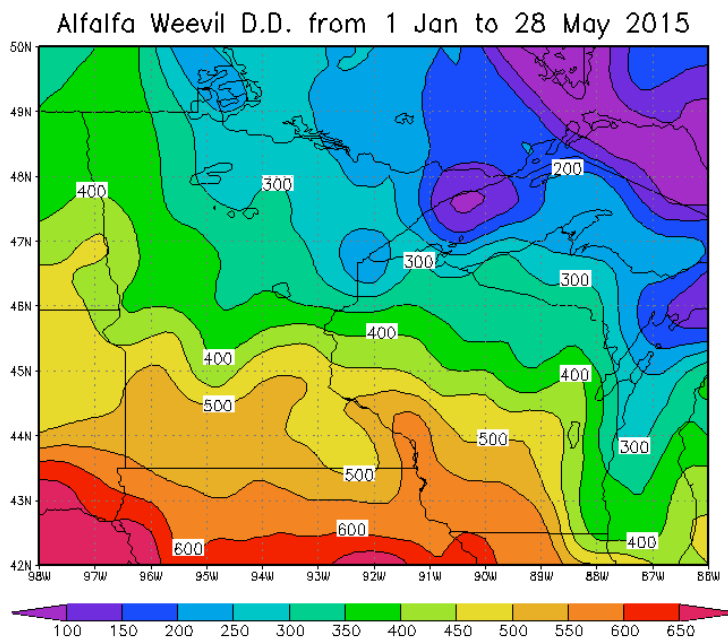 Alfalfa Weevil D.D. from 1 Jan to 28 May 2015
50N
49N
48N
47N
46N
45N
44N
43N
42N
200
400
300
300
300
400
400
400
500
500
300
500
600
600
400
98W 97W 96W 95W 94W 93W 92W 91W 90W 89W 88W 87W 86W
100 150 200 250 300 350 400 450 500 550 600 650